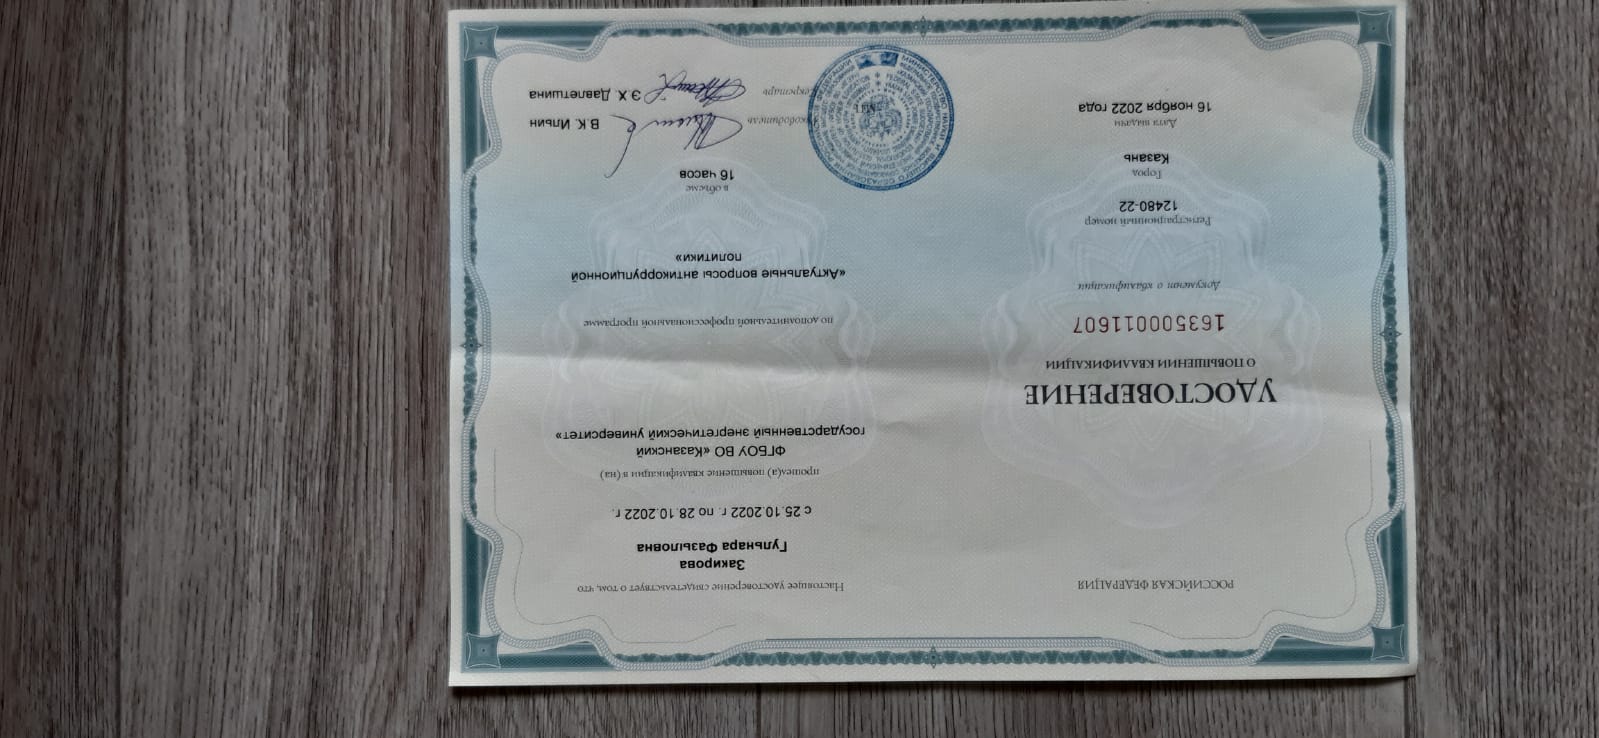 РОССИЙСКАЯ ФЕДЕРАЦИЯ
УДОСТОВЕРЕНИЕ
О ПОВЫШЕНИИ КВАЛИФИКАЦИИ
163500011607
Документ о квалификации
Регистрационный номер
12480-22
Город
Казань
Дата выдачи
16 ноября 2022 года
Настоящее удостоверение свидетельствует о том, что
Закирова
Гульнара Фазыловна
с 25.10.2022 г. по 28.10.2022 г.
прошел(а) повышение квалификации в (на)
ФГБОУ ВО «Казанский
государственный энергетический университет»
по дополнительной профессиональной программе
«Актуальные вопросы антикоррупционной
политики»
в объеме
16 часов
Руководитель В.К. Ильин
Секретарь Э.Х. Давлетшина